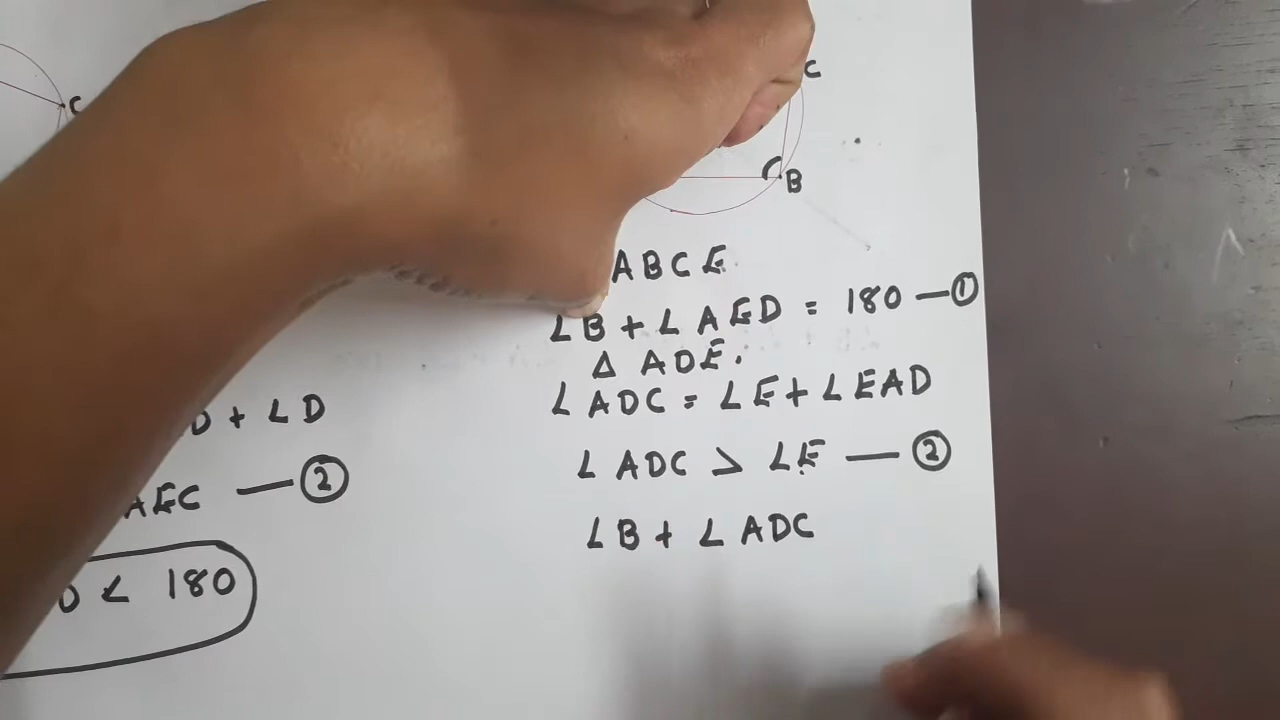 C
C
B
ABCE
∠B + ∠AED = 180 — ①
△ ADE.
∠ADC = ∠E + ∠EAD
∠ADC > ∠E — ②
∠B + ∠ADC
D + ∠D
AEC — ②
D < 180